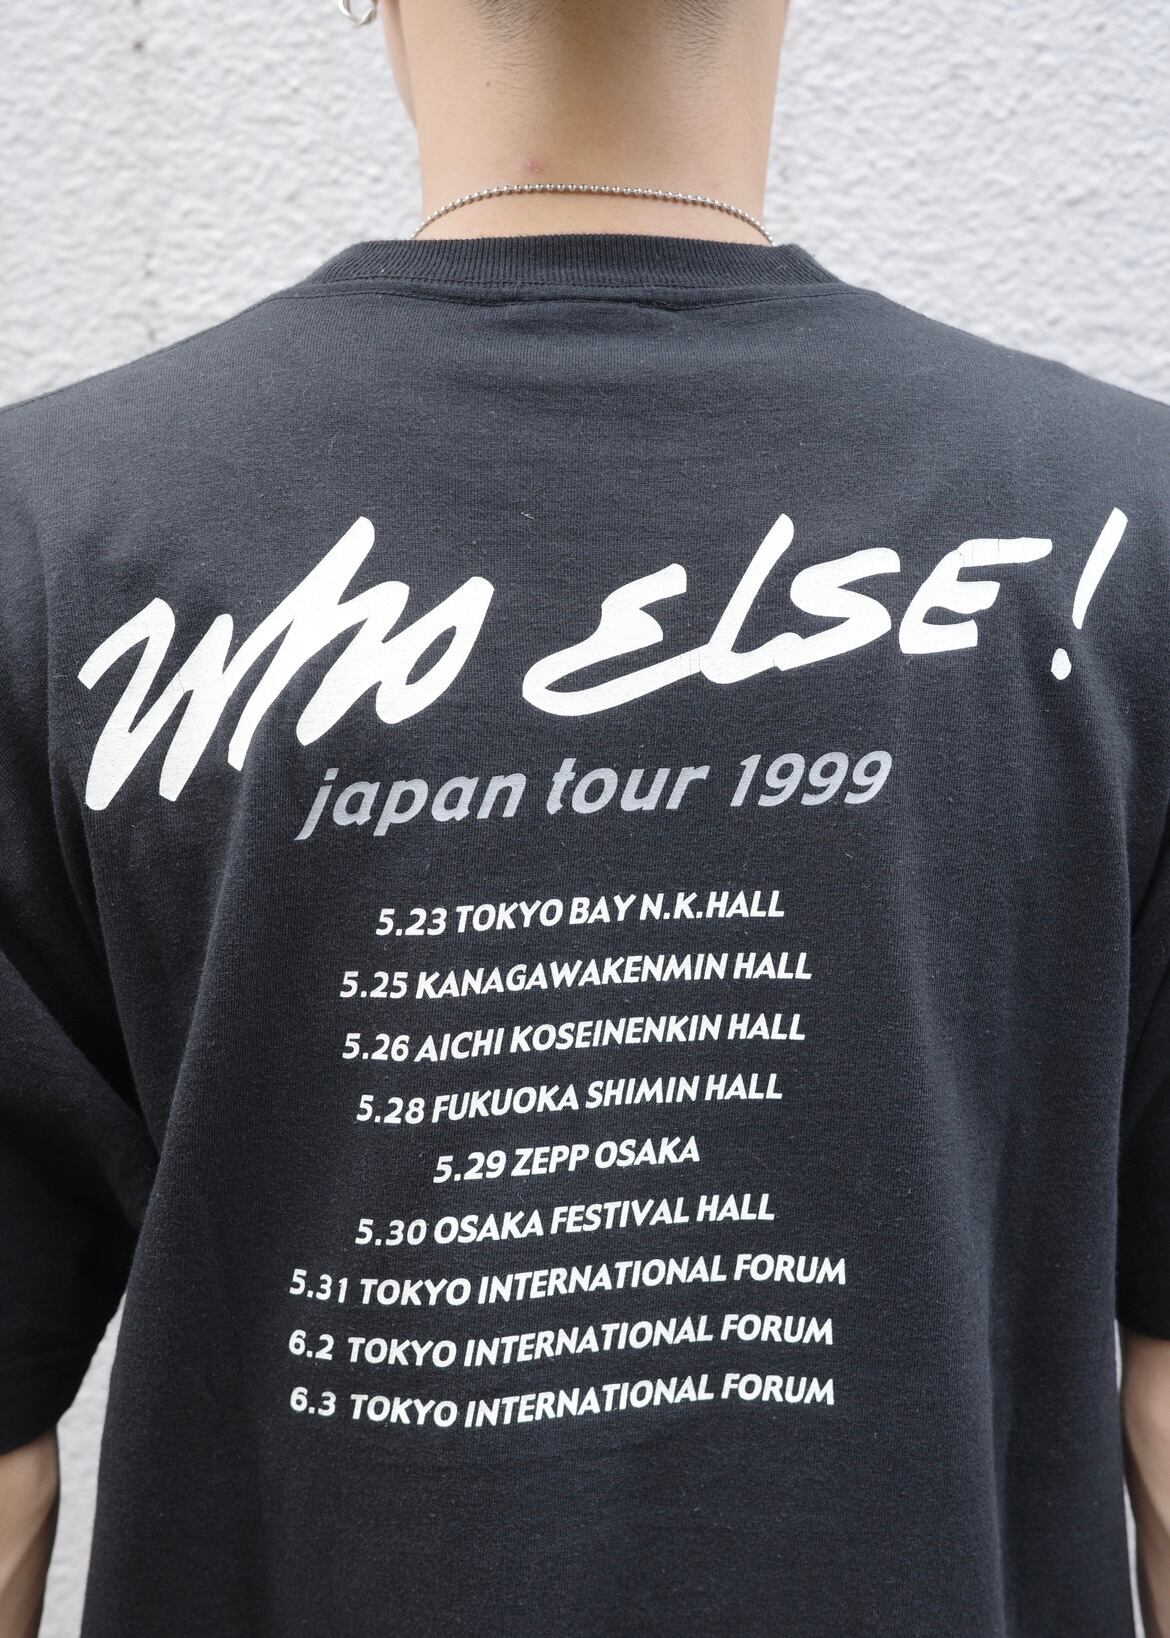 WHO ELSE!
japan tour 1999
5.23 TOKYO BAY N.K.HALL
5.25 KANAGAWAKENMIN HALL
5.26 AICHI KOSEINENKIN HALL
5.28 FUKUOKA SHIMIN HALL
5.29 ZEPP OSAKA
5.30 OSAKA FESTIVAL HALL
5.31 TOKYO INTERNATIONAL FORUM
6.2 TOKYO INTERNATIONAL FORUM
6.3 TOKYO INTERNATIONAL FORUM